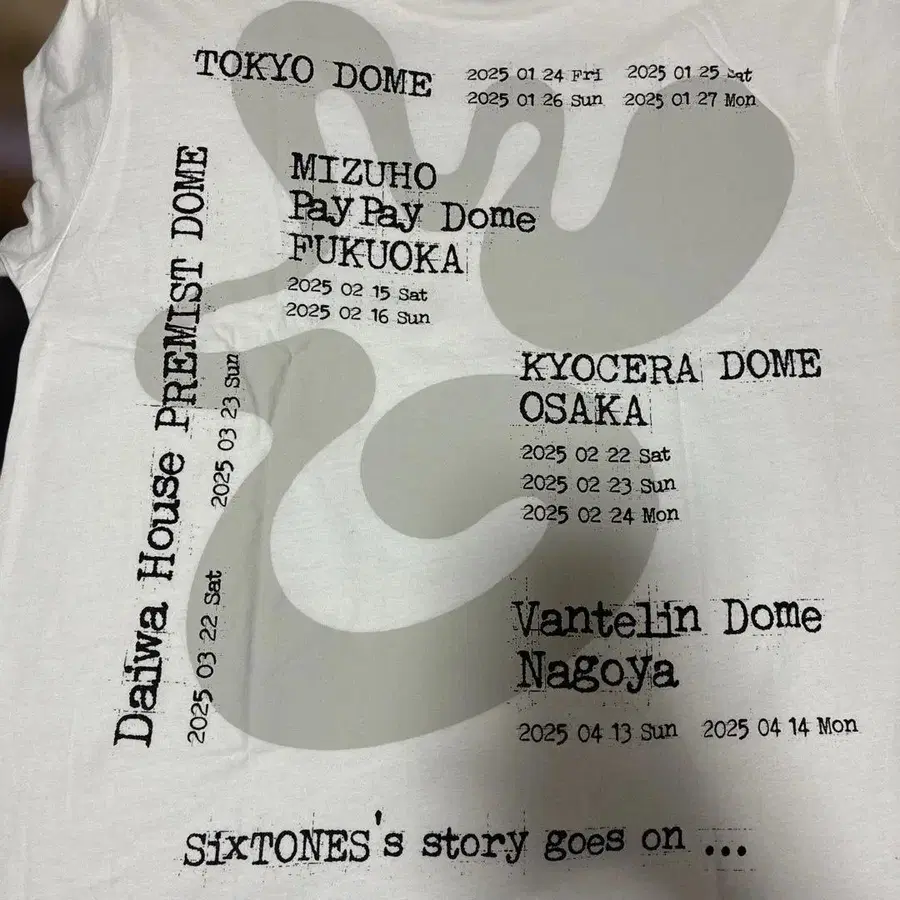 TOKYO DOME
2025 01 24 Fri 2025 01 25 Sat
2025 01 26 Sun 2025 01 27 Mon
MIZUHO
PayPay Dome
FUKUOKA
2025 02 15 Sat
2025 02 16 Sun
Daiwa House PREMIST DOME
2025 03 22 Sat 2025 03 23 Sun
KYOCERA DOME
OSAKA
2025 02 22 Sat
2025 02 23 Sun
2025 02 24 Mon
Vantelin Dome
Nagoya
2025 04 13 Sun 2025 04 14 Mon
SixTONES's story goes on ...